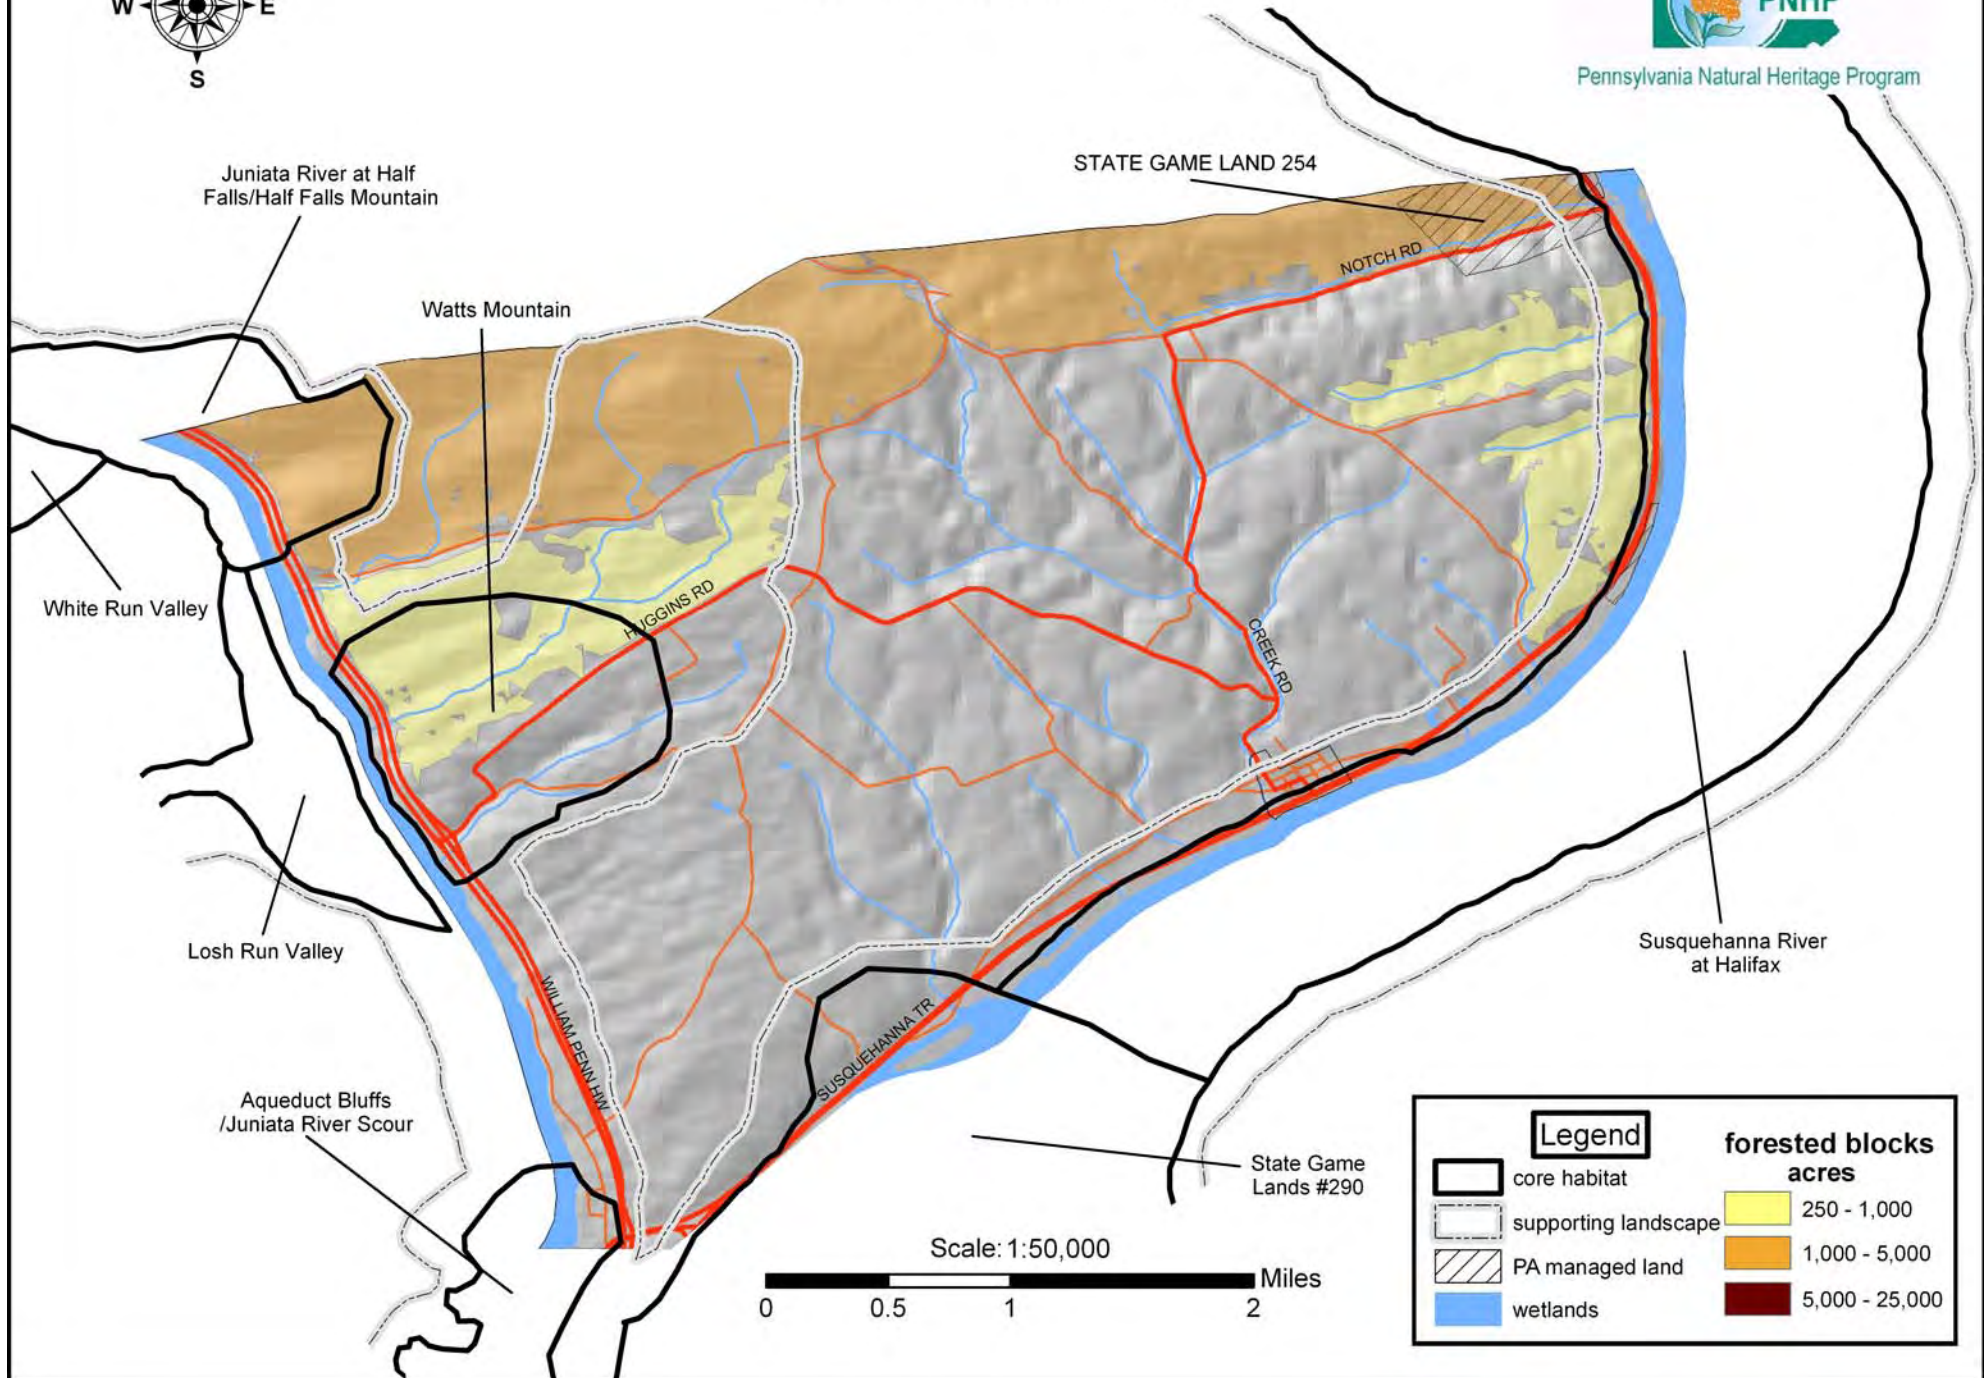 W
E
S
PNHP
Pennsylvania Natural Heritage Program
Juniata River at Half
Falls/Half Falls Mountain
STATE GAME LAND 254
Watts Mountain
NOTCH RD
White Run Valley
HUGGINS RD
CREEK RD
Losh Run Valley
Susquehanna River
at Halifax
WILLIAM PENN HW
SUSQUEHANNA TR
Aqueduct Bluffs
/Juniata River Scour
State Game
Lands #290
Scale: 1:50,000
Miles
0 0.5 1 2
Legend
core habitat
supporting landscape
PA managed land
wetlands
forested blocks
acres
250 - 1,000
1,000 - 5,000
5,000 - 25,000